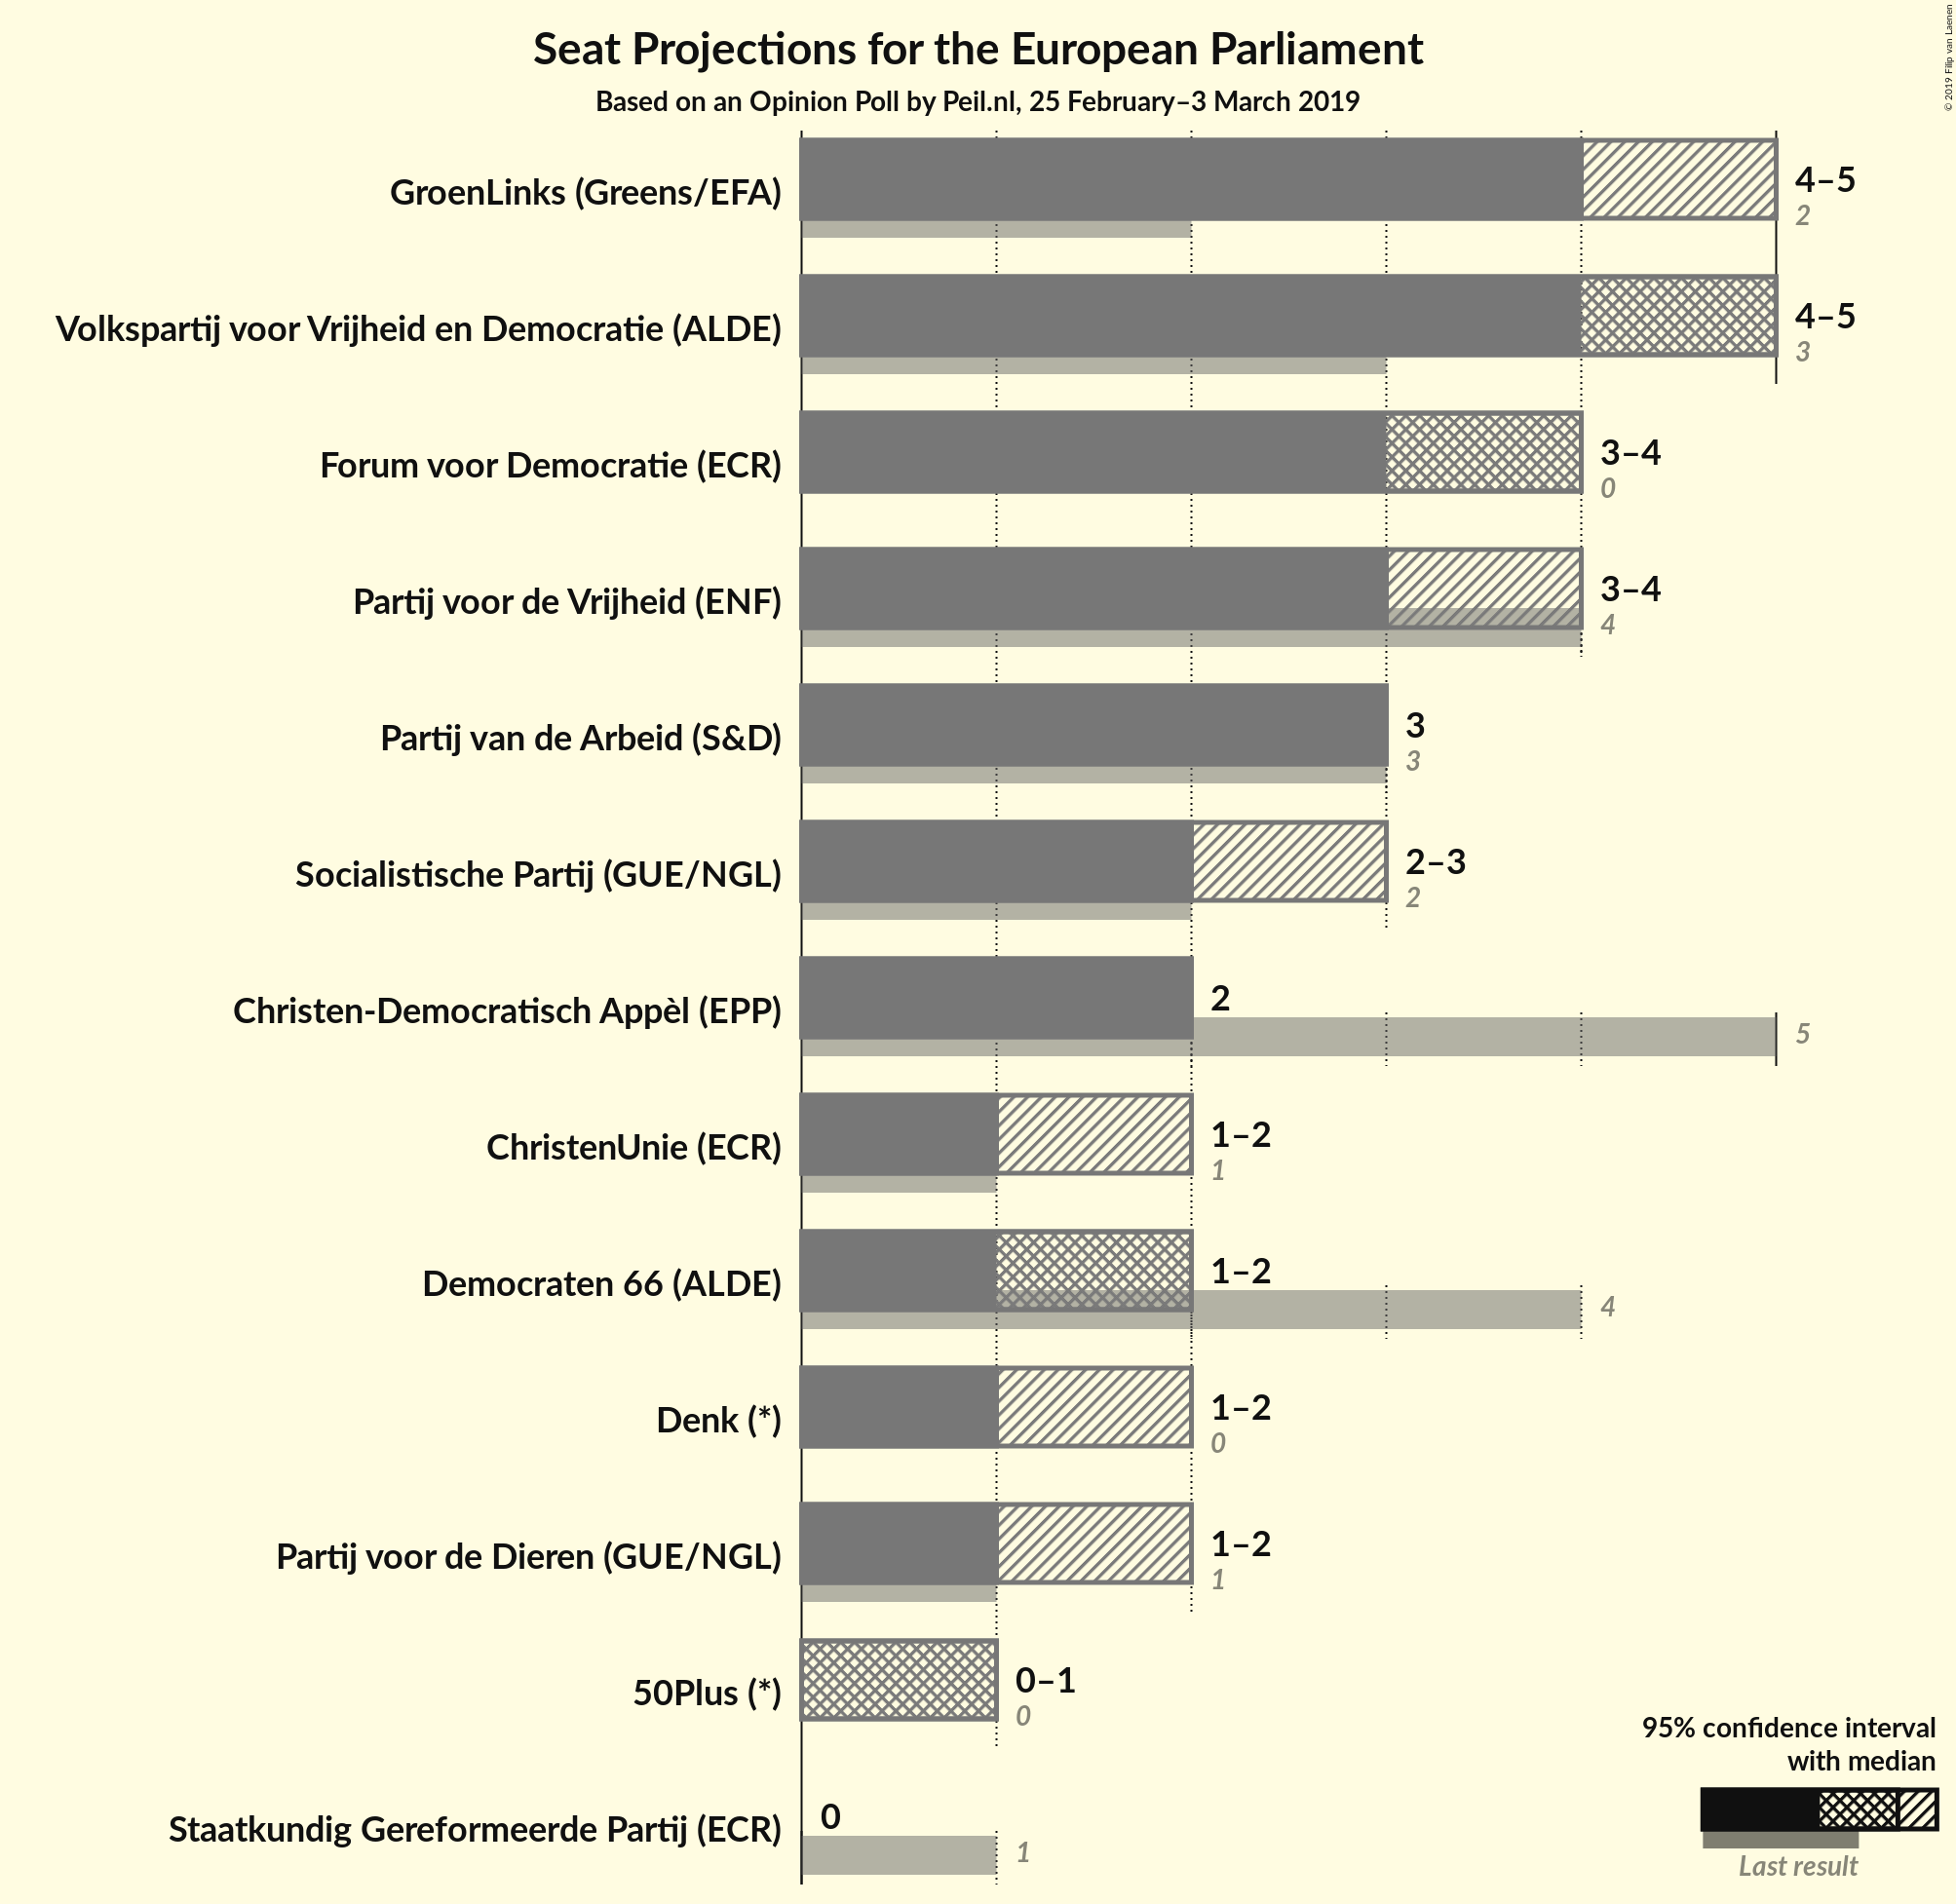 Seat Projections for the European Parliament
Based on an Opinion Poll by Peil.nl, 25 February–3 March 2019
© 2019 Filip van Laenen
GroenLinks (Greens/EFA)
4–5
2
Volkspartij voor Vrijheid en Democratie (ALDE)
4–5
3
Forum voor Democratie (ECR)
3–4
0
Partij voor de Vrijheid (ENF)
3–4
4
Partij van de Arbeid (S&D)
3
3
Socialistische Partij (GUE/NGL)
2–3
2
Christen-Democratisch Appèl (EPP)
2
5
ChristenUnie (ECR)
1–2
1
Democraten 66 (ALDE)
1–2
4
Denk (*)
1–2
0
Partij voor de Dieren (GUE/NGL)
1–2
1
50Plus (*)
0–1
0
Staatkundig Gereformeerde Partij (ECR)
0
1
95% confidence interval
with median
Last result